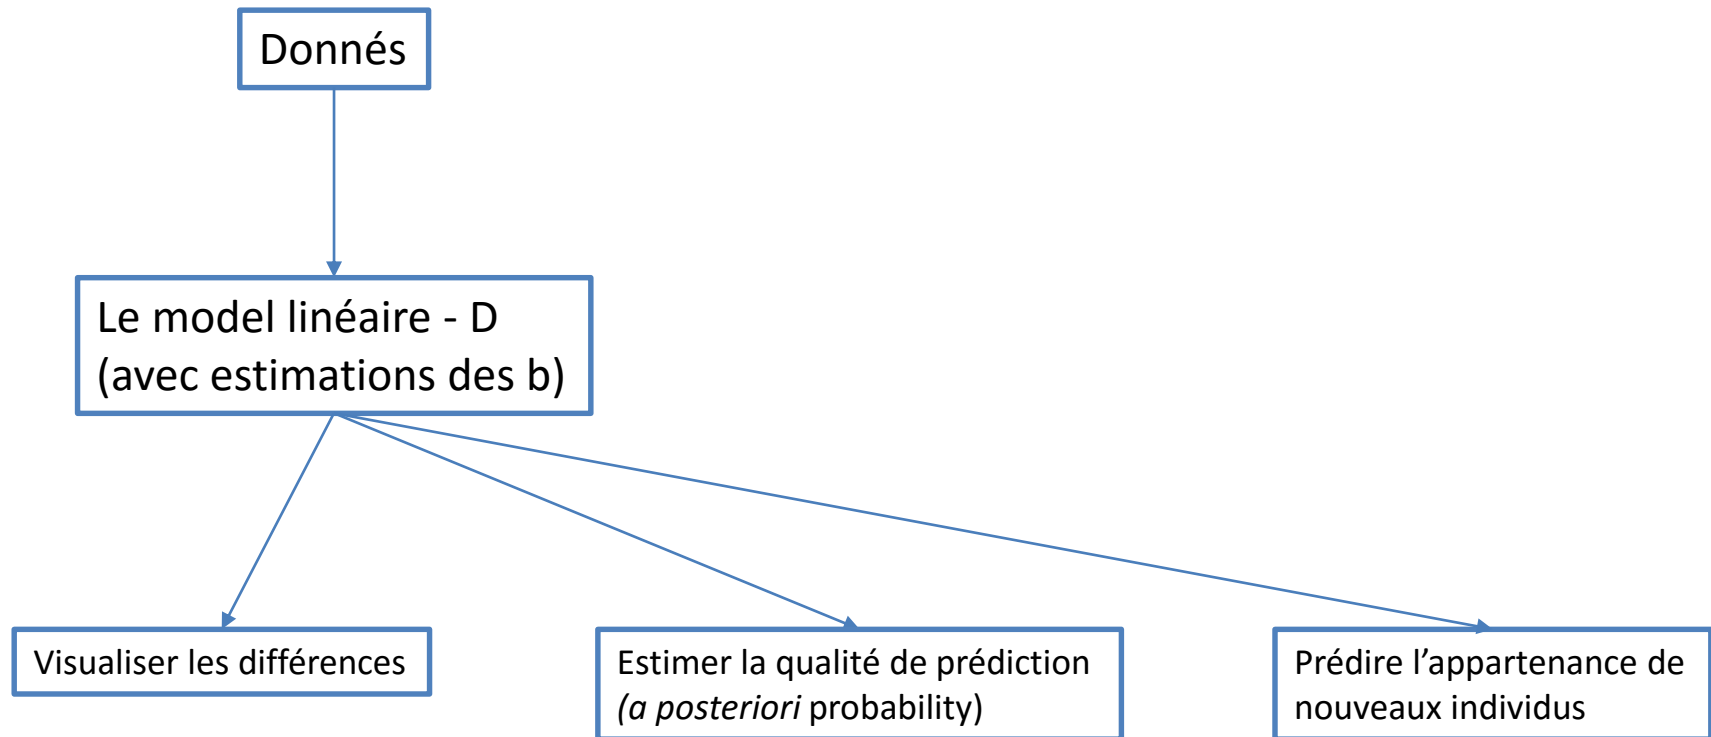 Donnés
Le model linéaire - D
(avec estimations des b)
Visualiser les différences
Estimer la qualité de prédiction
(a posteriori probability)
Prédire l’appartenance de
nouveaux individus